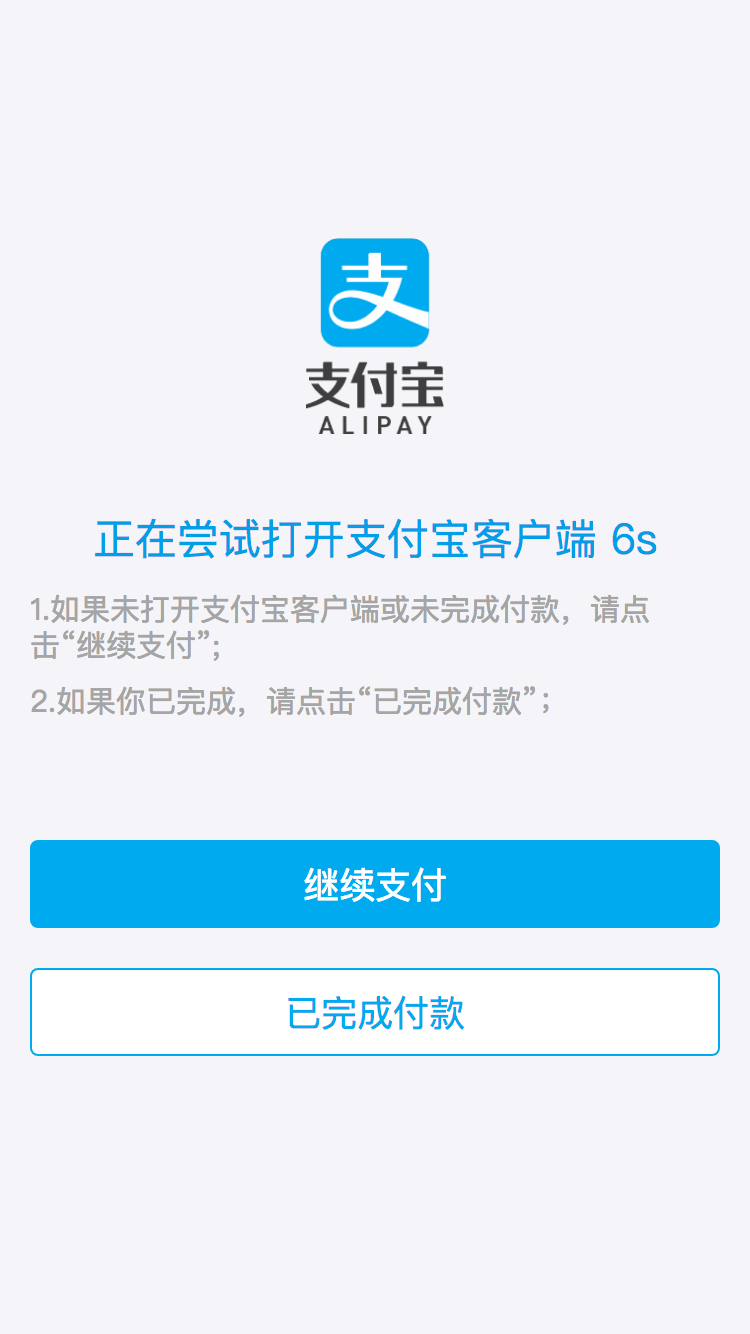 支
支付宝
ALIPAY
正在尝试打开支付宝客户端 6s
1.如果未打开支付宝客户端或未完成付款，请点
击“继续支付”;
2.如果你已完成，请点击“已完成付款”；
继续支付
已完成付款